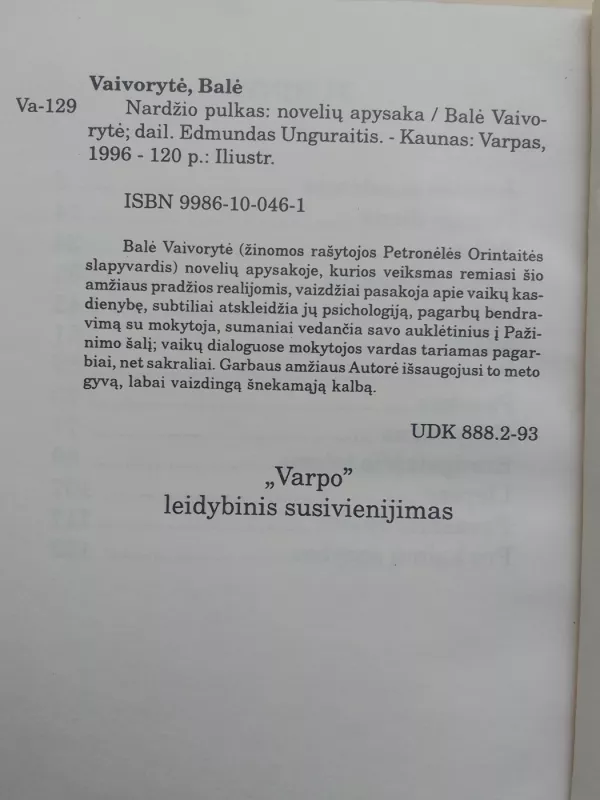 Vaivorytė, Balė
Va-129 Nardžio pulkas: novelių apysaka / Balė Vaivo-
rytė; dail. Edmundas Unguraitis. - Kaunas: Varpas,
1996 - 120 p.: Iliustr.
ISBN 9986-10-046-1
Balė Vaivorytė (žinomos rašytojos Petronėlės Orintaitės
slapyvardis) novelių apysakoje, kurios veiksmas remiasi šio
amžiaus pradžios realijomis, vaizdžiai pasakoja apie vaikų kas-
dienybę, subtiliai atskleidžia jų psichologiją, pagarbų bendra-
vimą su mokytoja, sumaniai vedančia savo auklėtinius į Paži-
nimo šalį; vaikų dialoguose mokytojos vardas tariamas pagar-
biai, net sakraliai. Garbaus amžiaus Autorė išsaugojusi to meto
gyvą, labai vaizdingą šnekamąją kalbą.
UDK 888.2-93
„Varpo”
leidybinis susivienijimas